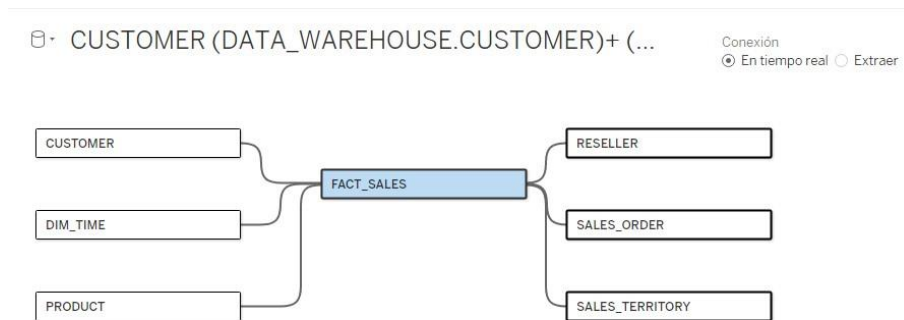 CUSTOMER (DATA_WAREHOUSE.CUSTOMER)+ (...
Conexión
En tiempo real Extraer
CUSTOMER
RESELLER
FACT_SALES
DIM_TIME
SALES_ORDER
PRODUCT
SALES_TERRITORY